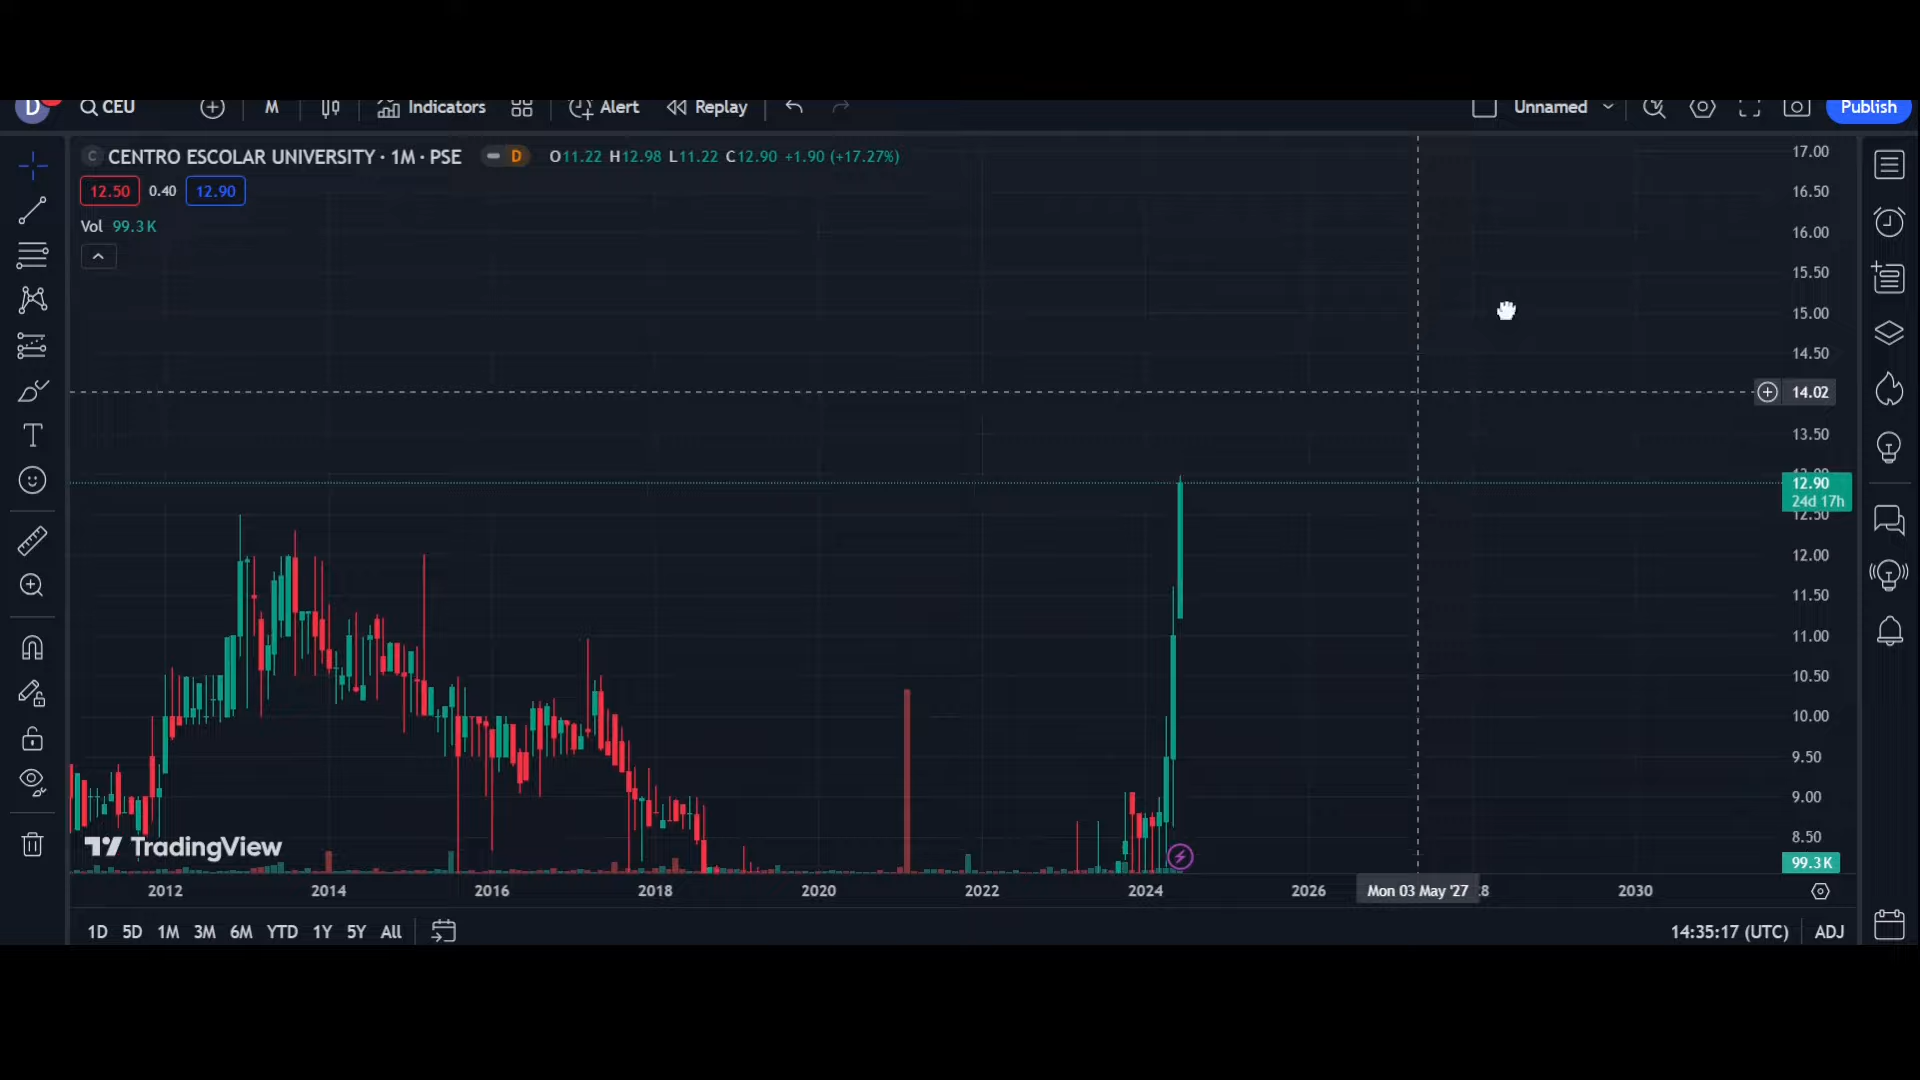 D CEU M Indicators Alert Replay Unnamed Publish
C CENTRO ESCOLAR UNIVERSITY · 1M · PSE D O11.22 H12.98 L11.22 C12.90 +1.90 (+17.27%)
12.50 0.40 12.90
Vol 99.3 K
17.00
16.50
16.00
15.50
15.00
14.50
14.02
13.50
12.90
24d 17h
12.50
12.00
11.50
11.00
10.50
10.00
9.50
9.00
8.50
99.3 K
TradingView
2012 2014 2016 2018 2020 2022 2024 2026 Mon 03 May '27 2030
1D 5D 1M 3M 6M YTD 1Y 5Y All 14:35:17 (UTC) ADJ